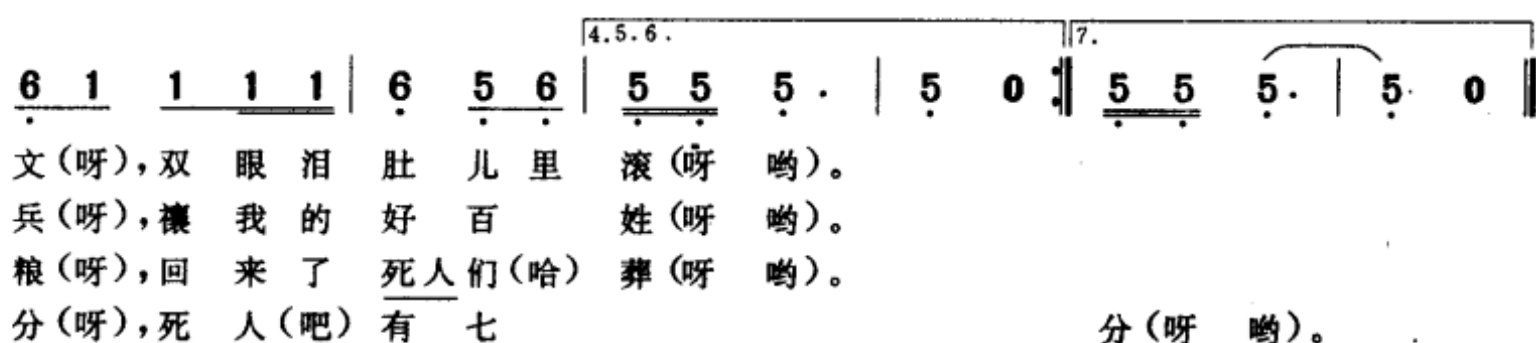 4.5.6. 7.
6 1 1 1 1 | 6 5 6 | 5 5 5 . | 5 0 :‖ 5 5 5 . | 5 0 ‖
文(呀),双 眼 泪 肚 儿 里 滚(呀 哟)。
兵(呀),禳 我 的 好 百 姓(呀 哟)。
粮(呀),回 来 了 死人们(哈) 葬(呀 哟)。
分(呀),死 人(吧) 有 七 分(呀 哟)。